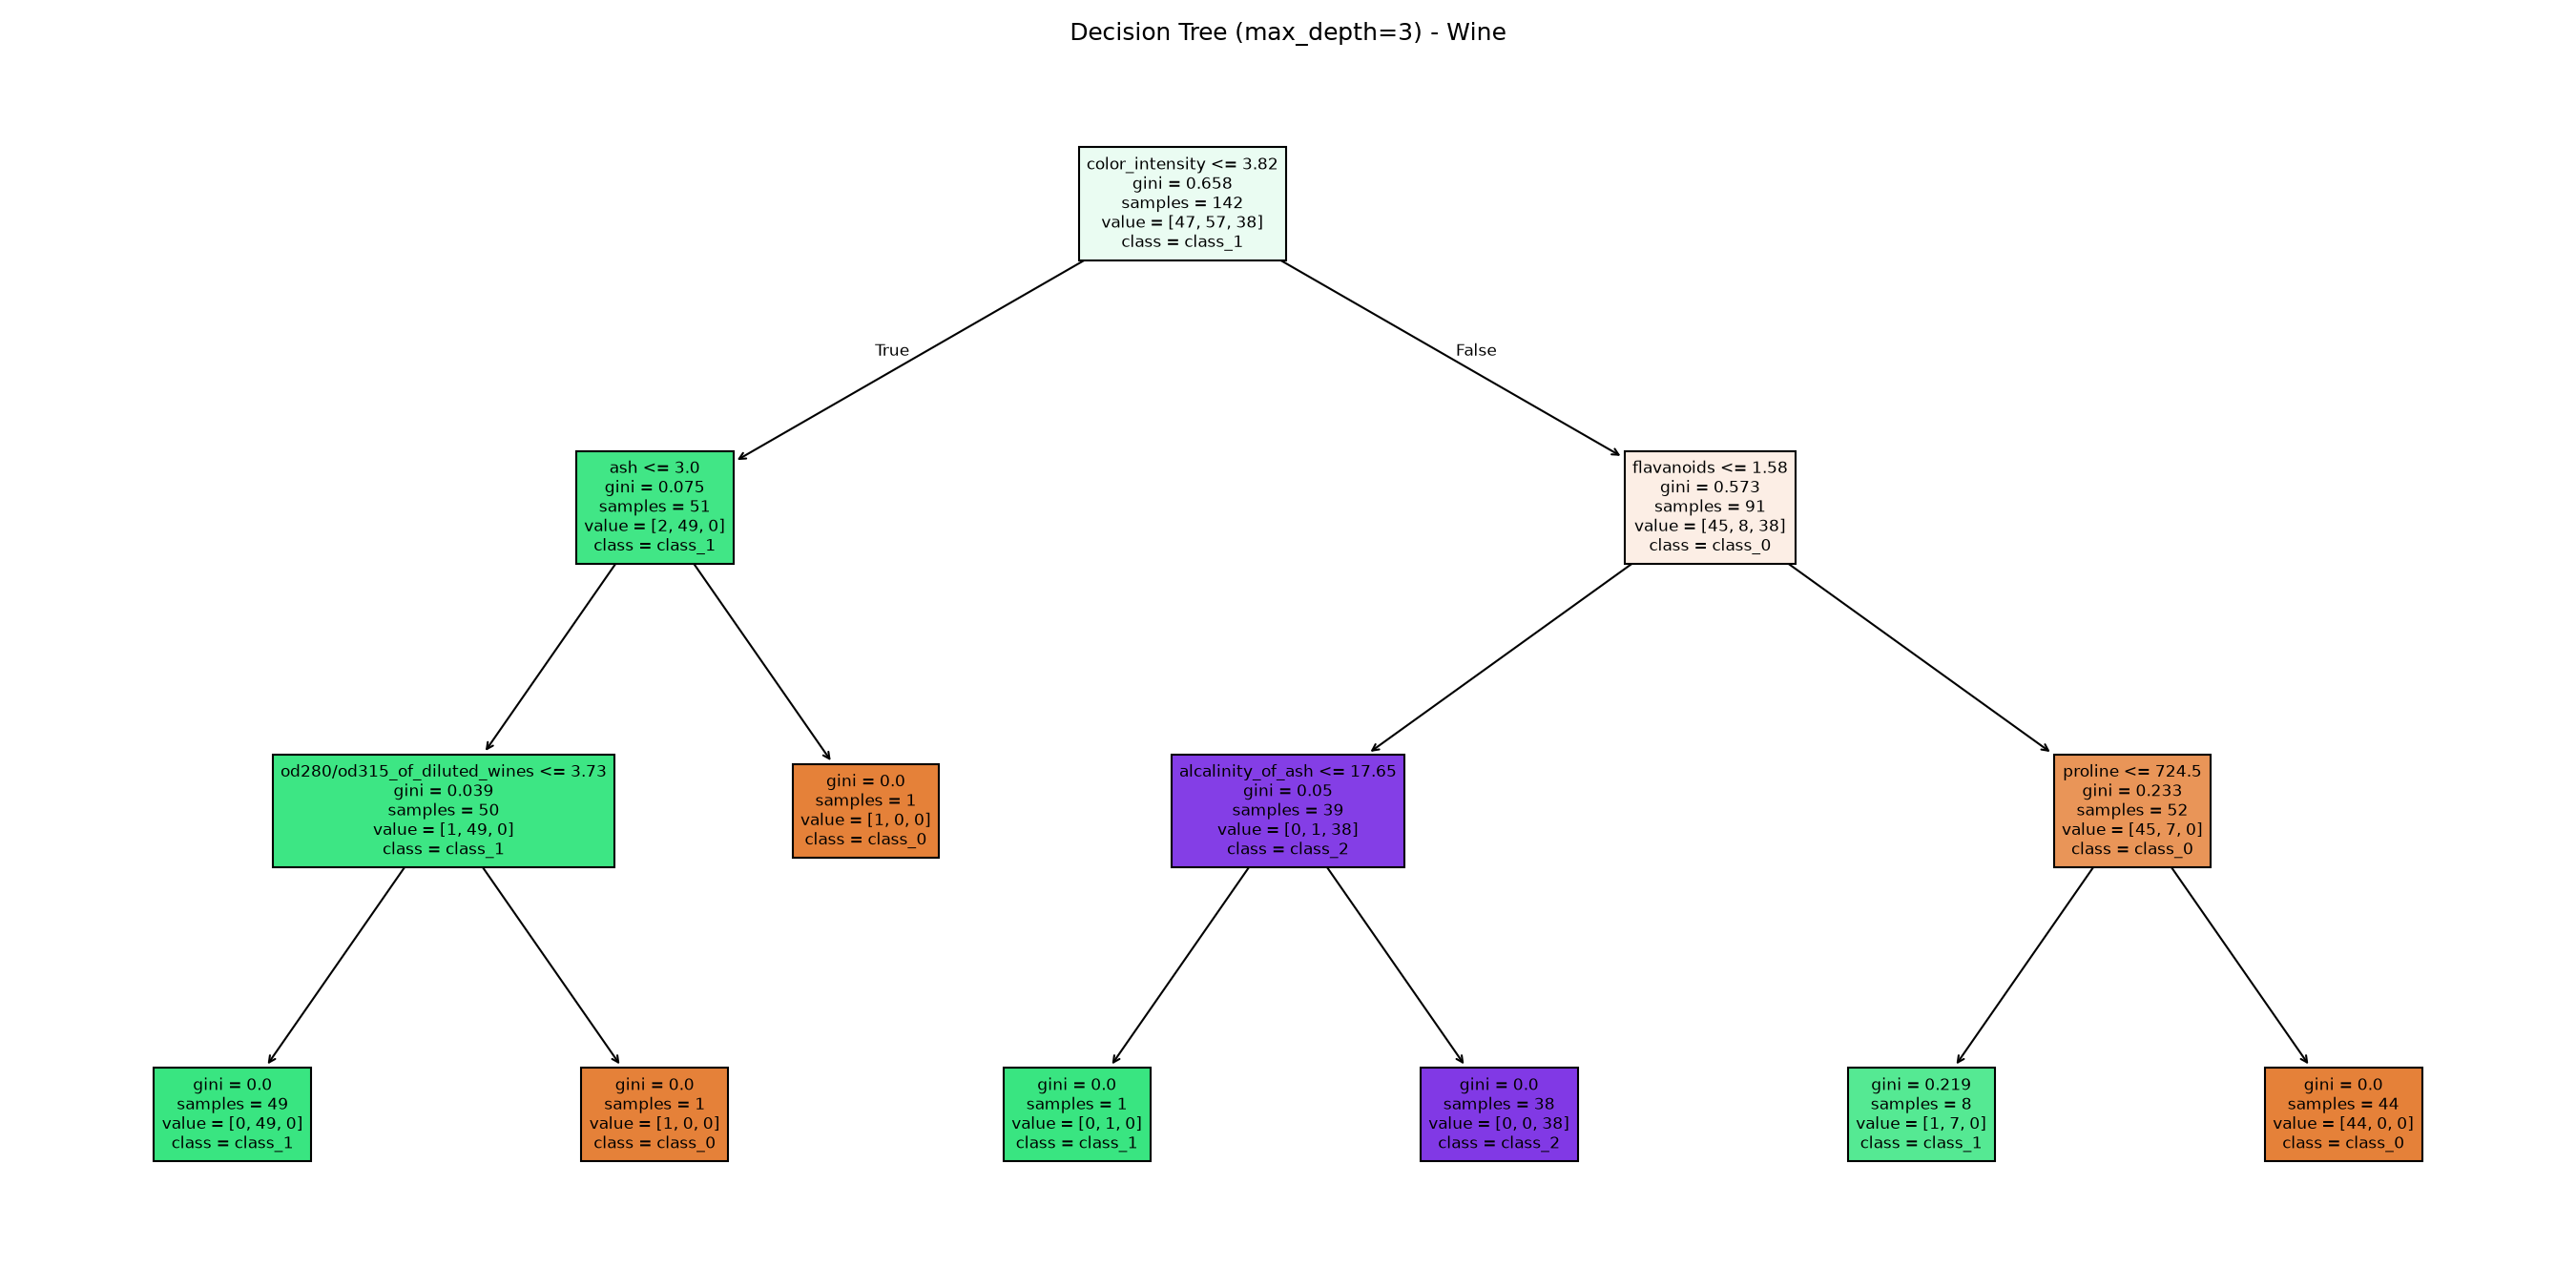 Decision Tree (max_depth=3) - Wine
color_intensity <= 3.82
gini = 0.658
samples = 142
value = [47, 57, 38]
class = class_1
True
False
ash <= 3.0
gini = 0.075
samples = 51
value = [2, 49, 0]
class = class_1
flavanoids <= 1.58
gini = 0.573
samples = 91
value = [45, 8, 38]
class = class_0
od280/od315_of_diluted_wines <= 3.73
gini = 0.039
samples = 50
value = [1, 49, 0]
class = class_1
gini = 0.0
samples = 1
value = [1, 0, 0]
class = class_0
alcalinity_of_ash <= 17.65
gini = 0.05
samples = 39
value = [0, 1, 38]
class = class_2
proline <= 724.5
gini = 0.233
samples = 52
value = [45, 7, 0]
class = class_0
gini = 0.0
samples = 49
value = [0, 49, 0]
class = class_1
gini = 0.0
samples = 1
value = [1, 0, 0]
class = class_0
gini = 0.0
samples = 1
value = [0, 1, 0]
class = class_1
gini = 0.0
samples = 38
value = [0, 0, 38]
class = class_2
gini = 0.219
samples = 8
value = [1, 7, 0]
class = class_1
gini = 0.0
samples = 44
value = [44, 0, 0]
class = class_0